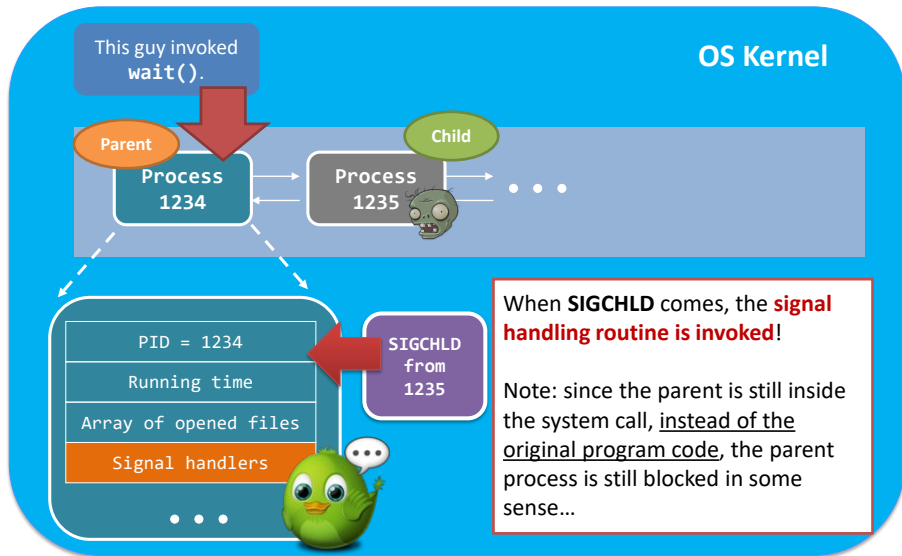 This guy invoked
wait().
OS Kernel
Parent
Child
Process
1234
Process
1235
PID = 1234
Running time
Array of opened files
Signal handlers
SIGCHLD
from
1235
When SIGCHLD comes, the signal
handling routine is invoked!
Note: since the parent is still inside
the system call, instead of the
original program code, the parent
process is still blocked in some
sense…